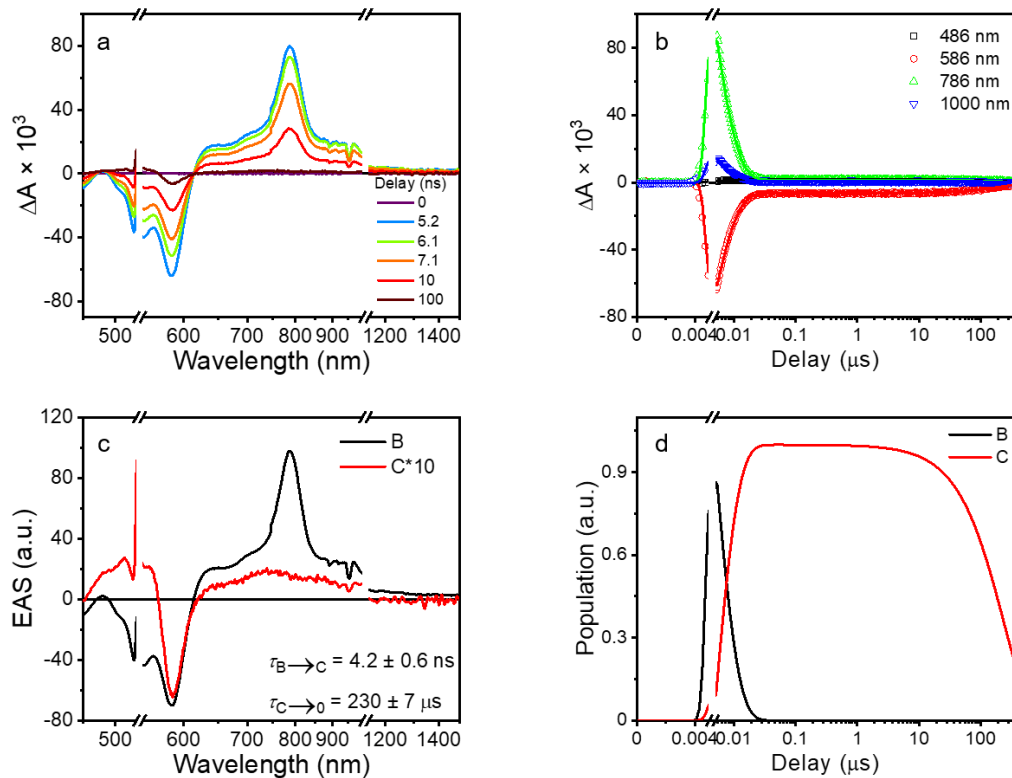 a
80
40
0
-40
-80
ΔA × 10³
Delay (ns)
0
5.2
6.1
7.1
10
100
500 600 700 800 900 1200 1400
Wavelength (nm)
b
486 nm
586 nm
786 nm
1000 nm
80
40
0
-40
-80
ΔA × 10³
0 0.004 0.01 0.1 1 10 100
Delay (μs)
c
B
C*10
120
80
40
0
-40
-80
EAS (a.u.)
τB→C = 4.2 ± 0.6 ns
τC→0 = 230 ± 7 μs
500 600 700 800 900 1200 1400
Wavelength (nm)
d
B
C
0.9
0.6
0.3
0
Population (a.u.)
0 0.004 0.01 0.1 1 10 100
Delay (μs)